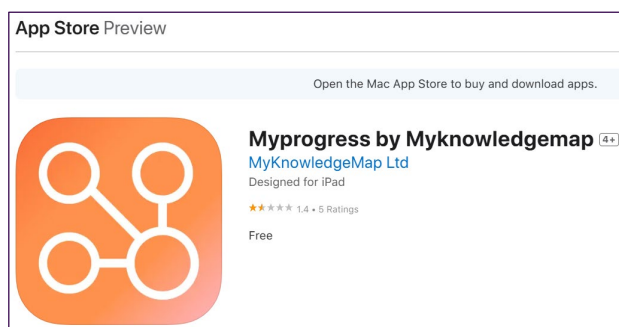 App Store Preview
Open the Mac App Store to buy and download apps.
Myprogress by Myknowledgemap 4+
MyKnowledgeMap Ltd
Designed for iPad
★★★★★ 1.4 • 5 Ratings
Free